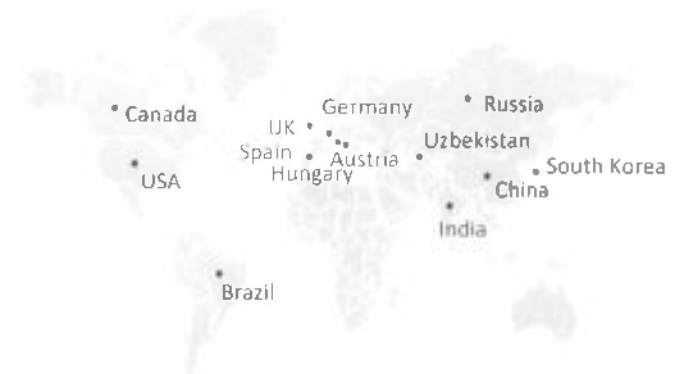 Germany
Russia
Canada
UK
Uzbekistan
Spain
Austria
South Korea
Hungary
USA
China
India
Brazil